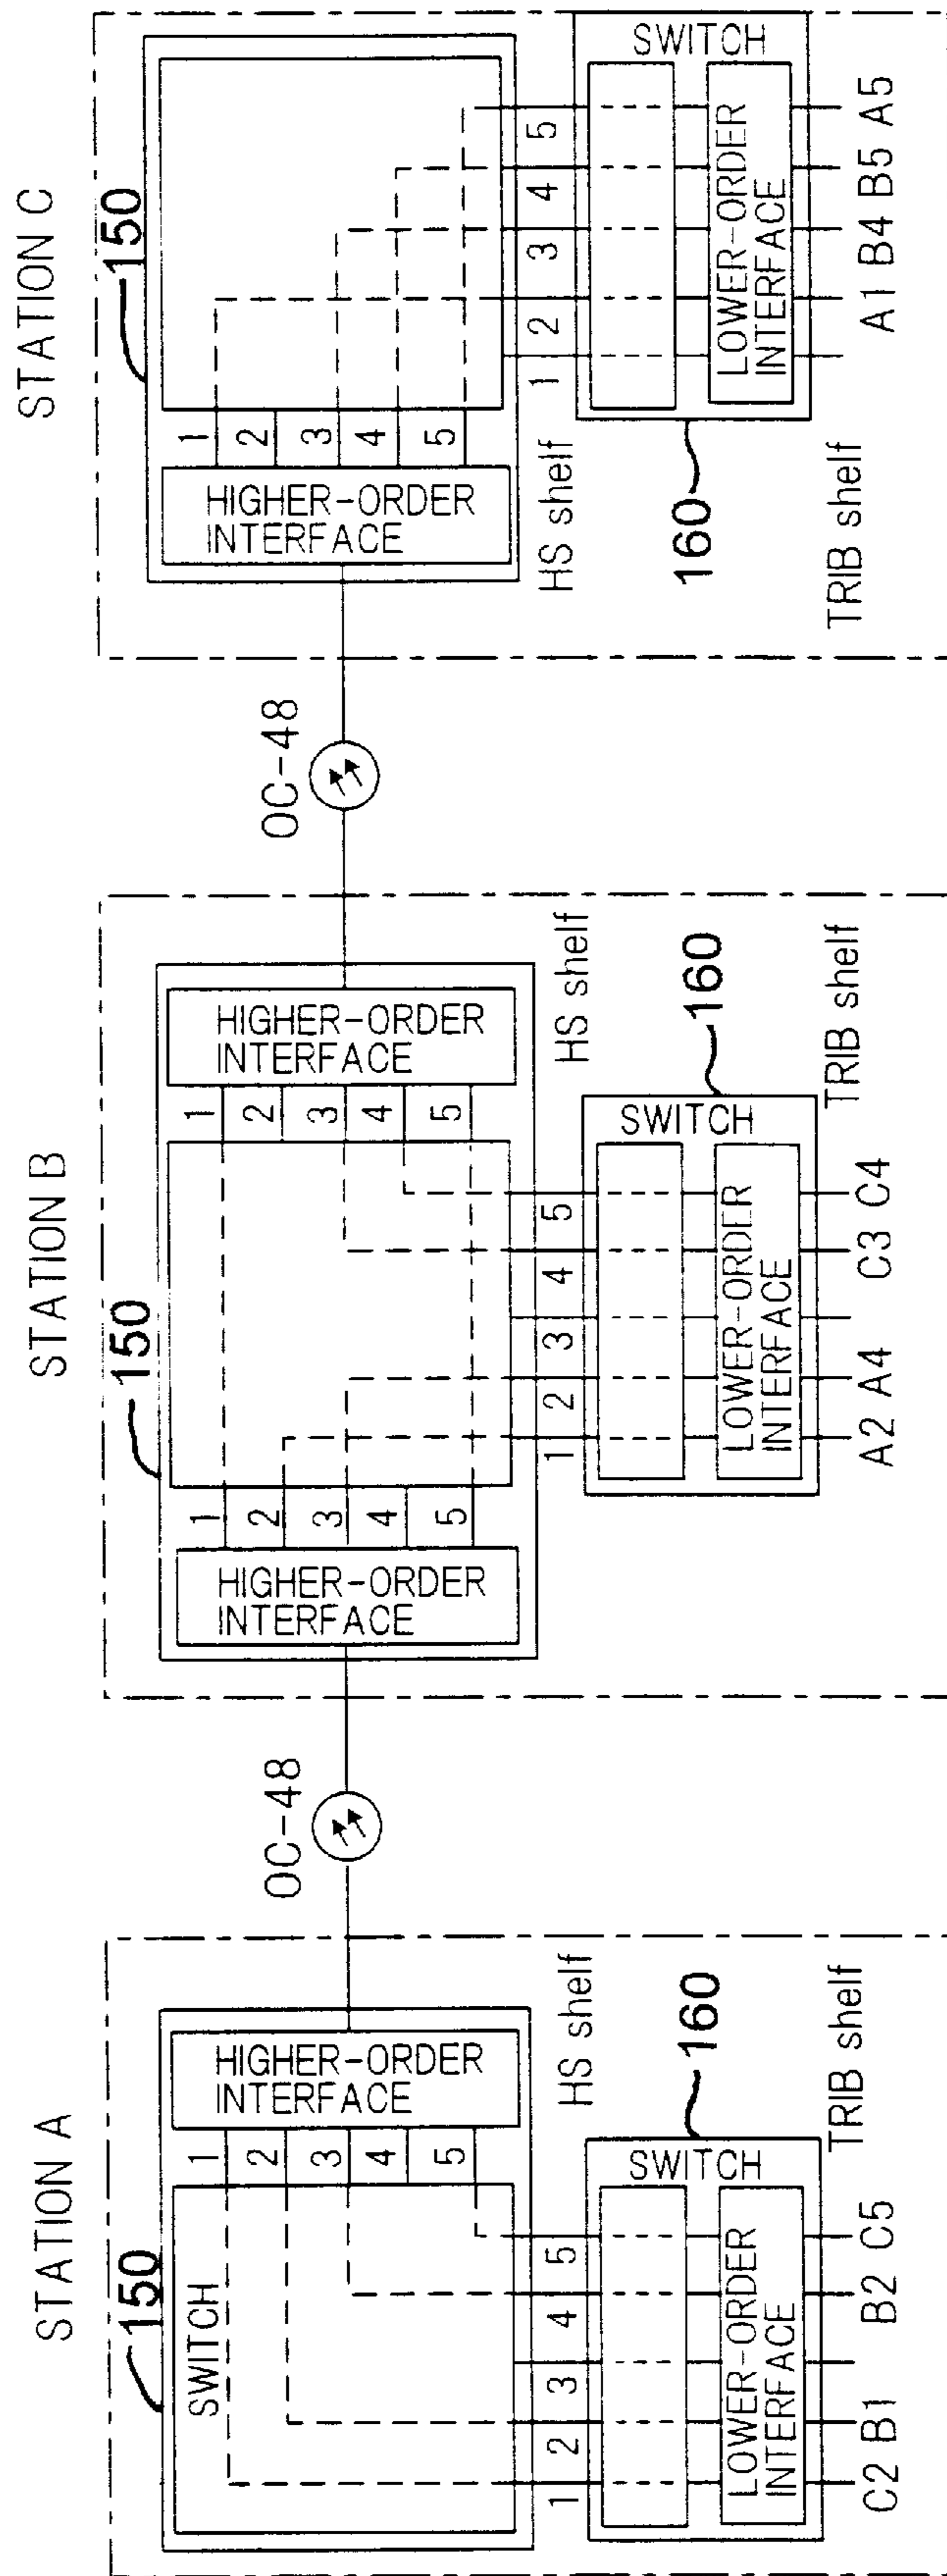 STATION A
150
SWITCH
HIGHER-ORDER
INTERFACE
1
2
3
4
5
HS shelf
1
2
3
4
5
160
SWITCH
LOWER-ORDER
INTERFACE
TRIB shelf
C2 B1 B2 C5
OC-48
STATION B
150
HIGHER-ORDER
INTERFACE
1
2
3
4
5
1
2
3
4
5
HIGHER-ORDER
INTERFACE
HS shelf
1
2
3
4
5
160
SWITCH
LOWER-ORDER
INTERFACE
TRIB shelf
A2 A4 C3 C4
OC-48
STATION C
150
HIGHER-ORDER
INTERFACE
1
2
3
4
5
HS shelf
1
2
3
4
5
160
SWITCH
LOWER-ORDER
INTERFACE
TRIB shelf
A1 B4 B5 A5